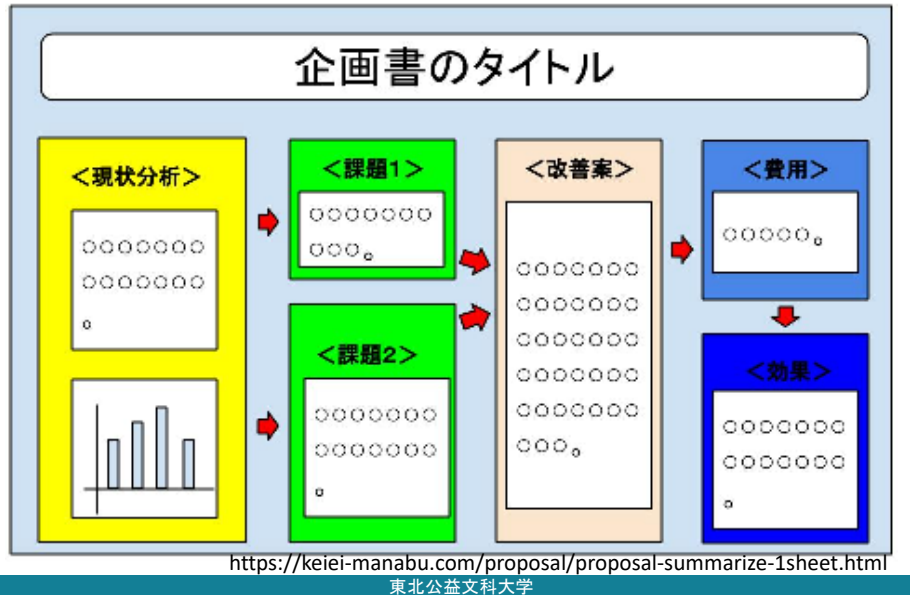 企画書のタイトル
＜現状分析＞
○○○○○○○
○○○○○○○
。
＜課題1＞
○○○○○○○
○○○。
＜課題2＞
○○○○○○○
○○○○○○○
。
＜改善案＞
○○○○○○○
○○○○○○○
○○○○○○○
○○○○○○○
○○○○○○○
○○○。
＜費用＞
○○○○○。
＜効果＞
○○○○○○○
○○○○○○○
。
https://keiei-manabu.com/proposal/proposal-summarize-1sheet.html
東北公益文科大学